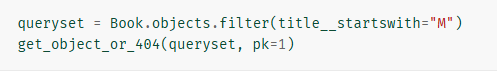 queryset = Book.objects.filter(title__startswith="M")
get_object_or_404(queryset, pk=1)